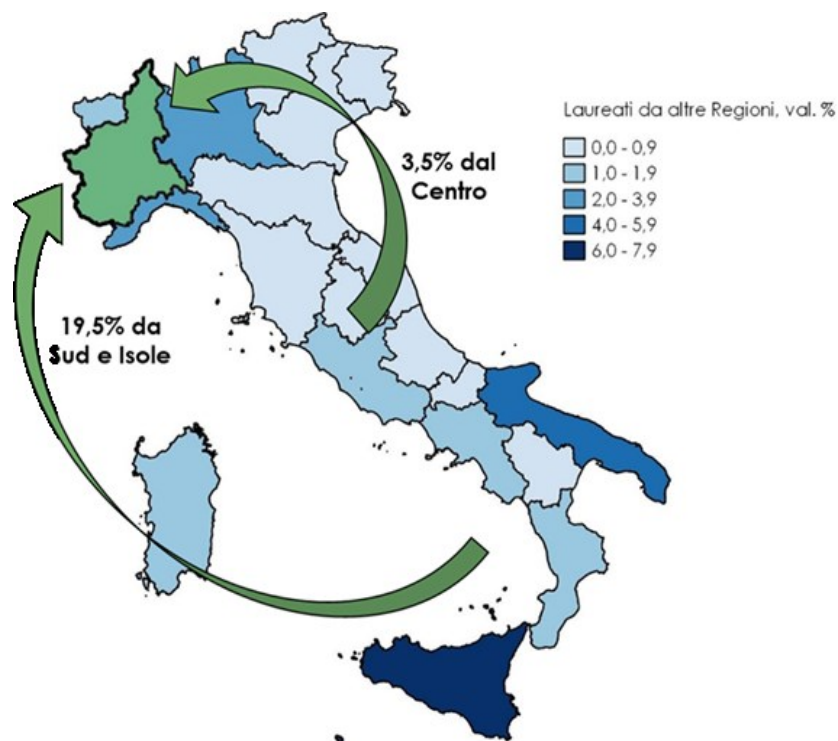 Laureati da altre Regioni, val. %
0,0 - 0,9
1,0 - 1,9
2,0 - 3,9
4,0 - 5,9
6,0 - 7,9
3,5% dal
Centro
19,5% da
Sud e Isole